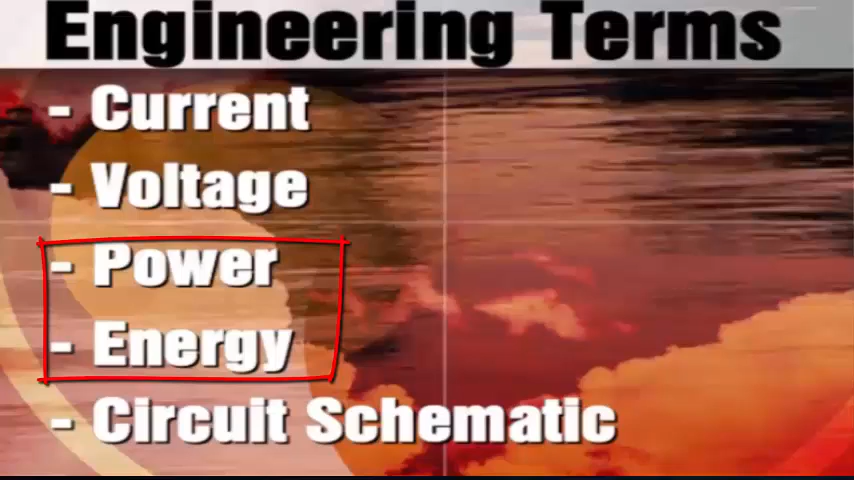 Engineering Terms
- Current
- Voltage
- Power
- Energy
- Circuit Schematic